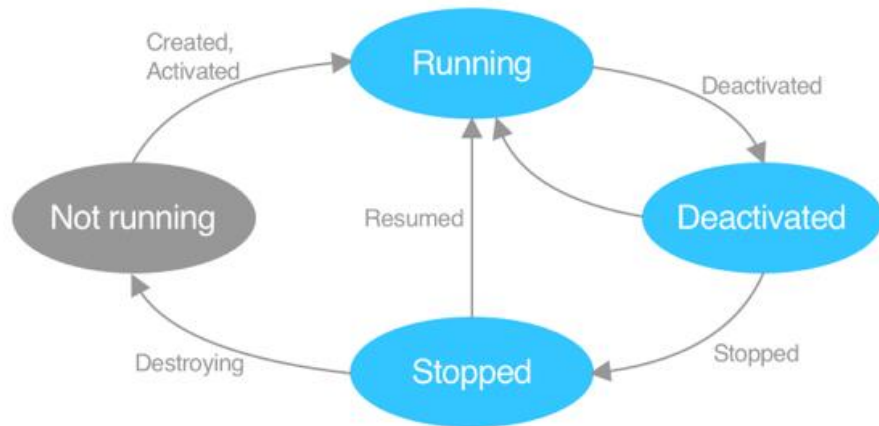 Created,
Activated
Running
Deactivated
Not running
Resumed
Deactivated
Destroying
Stopped
Stopped